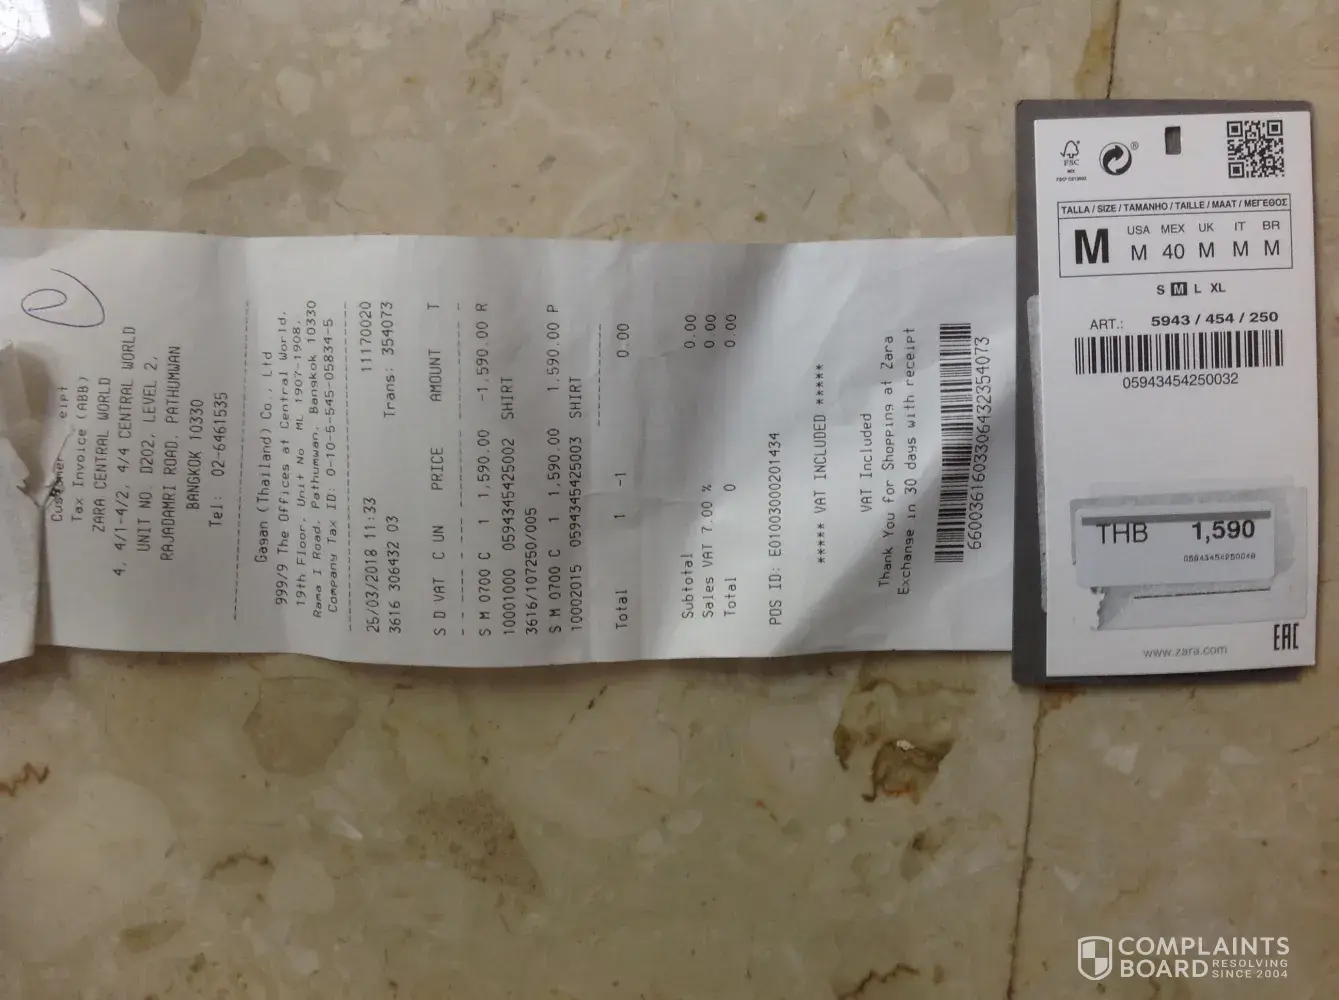 Tax Invoice (ABB)
ZARA CENTRAL WORLD
4, 4/1-4/2, 4/4 CENTRAL WORLD
UNIT NO. D202, LEVEL 2,
RAJADAMRI ROAD. PATHUMWAN
BANGKOK 10330
Tel: 02-6461535
Gagan (Thailand) Co., Ltd
999/9 The Offices at Central World,
19th Floor, Unit No ML 1907-1908,
Rama I Road, Pathumwan, Bangkok 10330
Company Tax ID: 0-10-5-545-05834-5
25/03/2018 11:33 11170020
3616 306432 03 Trans: 354073
S D VAT C UN PRICE AMOUNT T
S M 0700 C 1 1,590.00 -1,590.00 R
10001000 0594345425002 SHIRT
3616/107250/005
S M 0700 C 1 1,590.00 1,590.00 P
10002015 0594345425003 SHIRT
Total 1 -1 0.00
Subtotal 0.00
Sales VAT 7.00 % 0 00
Total 0 0.00
POS ID: E01003000201434
***** VAT INCLUDED *****
VAT Included
Thank You for Shopping at Zara
Exchange in 30 days with receipt
6600361603306432354073
FSC
MIX
TALLA / SIZE / TAMANHO / TAILLE / MAAT / ΜΕΓΕΘΟΣ
M
USA MEX UK IT BR
M 40 M M M
S M L XL
ART.: 5943 / 454 / 250
05943454250032
THB 1,590
05943454250049
www.zara.com
EAC
COMPLAINTS
BOARD RESOLVING
SINCE 2004